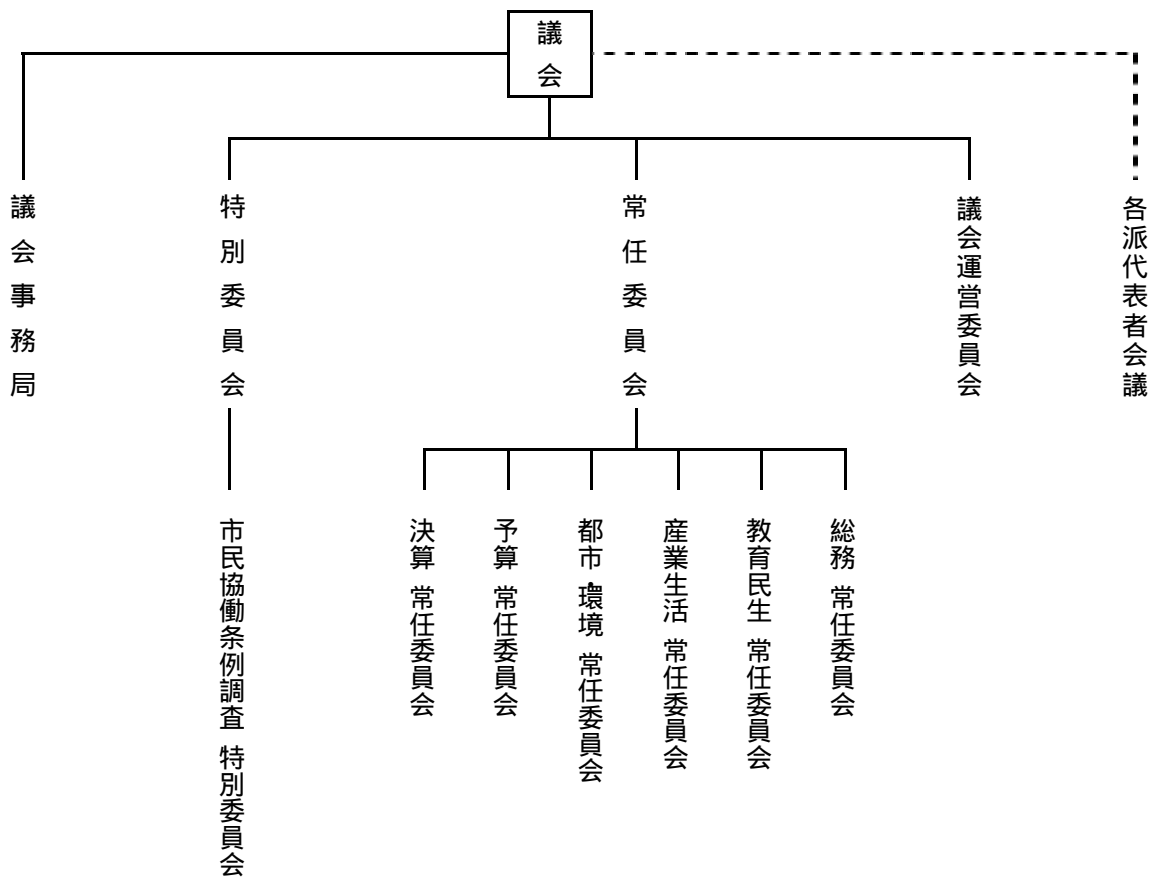 議会
各派代表者会議
議会運営委員会
常任委員会
特別委員会
議会事務局
総務 常任委員会
教育民生 常任委員会
産業生活 常任委員会
都市・環境 常任委員会
予算 常任委員会
決算 常任委員会
市民協働条例調査 特別委員会